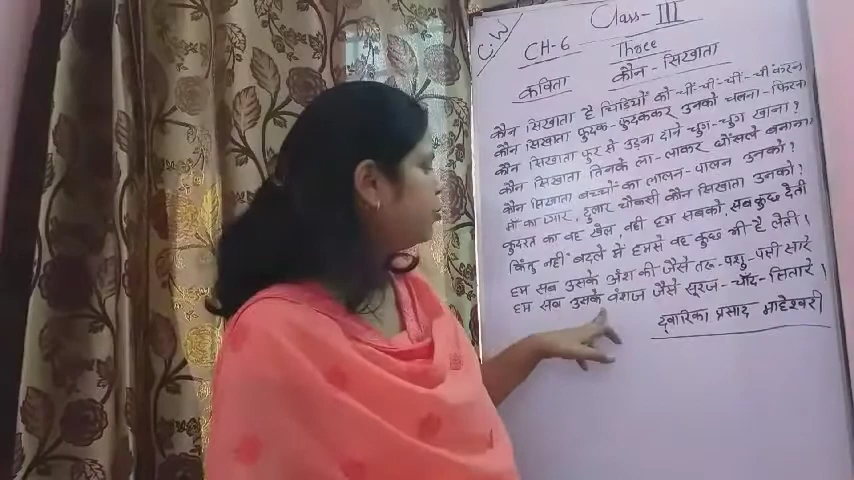 C.W
Class-III
CH-6 Three
कविता कौन-सिखाता
कौन सिखाता है चिड़ियों को चीं-चीं-चीं-चीं करना
कौन सिखाता फुदक-फुदककर उनको चलना-फिरना
कौन सिखाता फुर से उड़ना दाने चुग-चुग खाना?
कौन सिखाता तिनके ला-लाकर घोंसले बनाना,
कौन सिखाता बच्चों का लालन-पालन उनको?
माँ का प्यार, दुलार चौकसी कौन सिखाता उनको?
कुदरत का वह खेल, वही हम सबको, सब कुछ देती
किंतु नहीं बदले में हमसे वह कुछ भी है लेती।
हम सब उसके अंश की जैसे तरू-पशु-पक्षी सारे
हम सब उसके वंशज जैसे सूरज-चाँद-सितारे।
द्वारिका प्रसाद माहेश्वरी